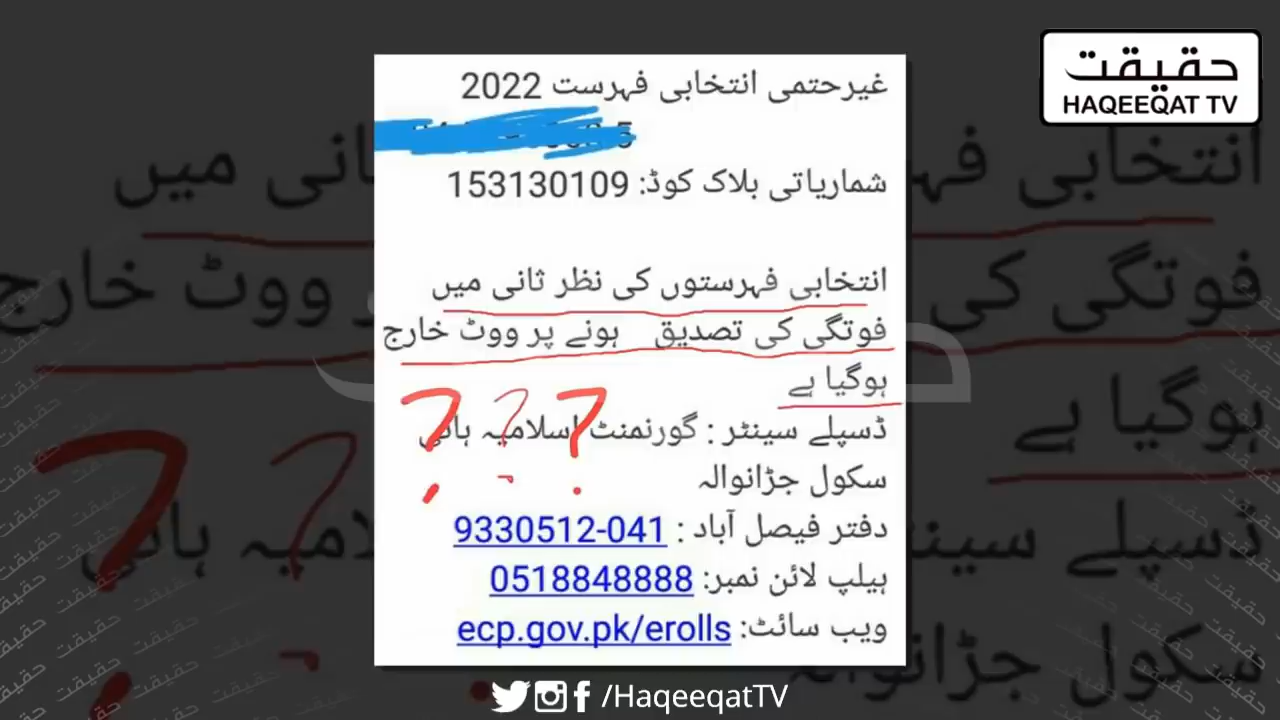 حقيقت
HAQEEQAT TV
غیرحتمی انتخابی فہرست 2022
شماریاتی بلاک کوڈ: 153130109
انتخابی فہرستوں کی نظر ثانی میں
فوتگی کی تصدیق ہونے پر ووٹ خارج
ہوگیا ہے
???
ڈسپلے سینٹر : گورنمنٹ اسلامیہ ہائی
سکول جڑانوالہ
دفتر فیصل آباد : 9330512-041
ہیلپ لائن نمبر: 0518848888
ویب سائٹ: ecp.gov.pk/erolls
/HaqeeqatTV